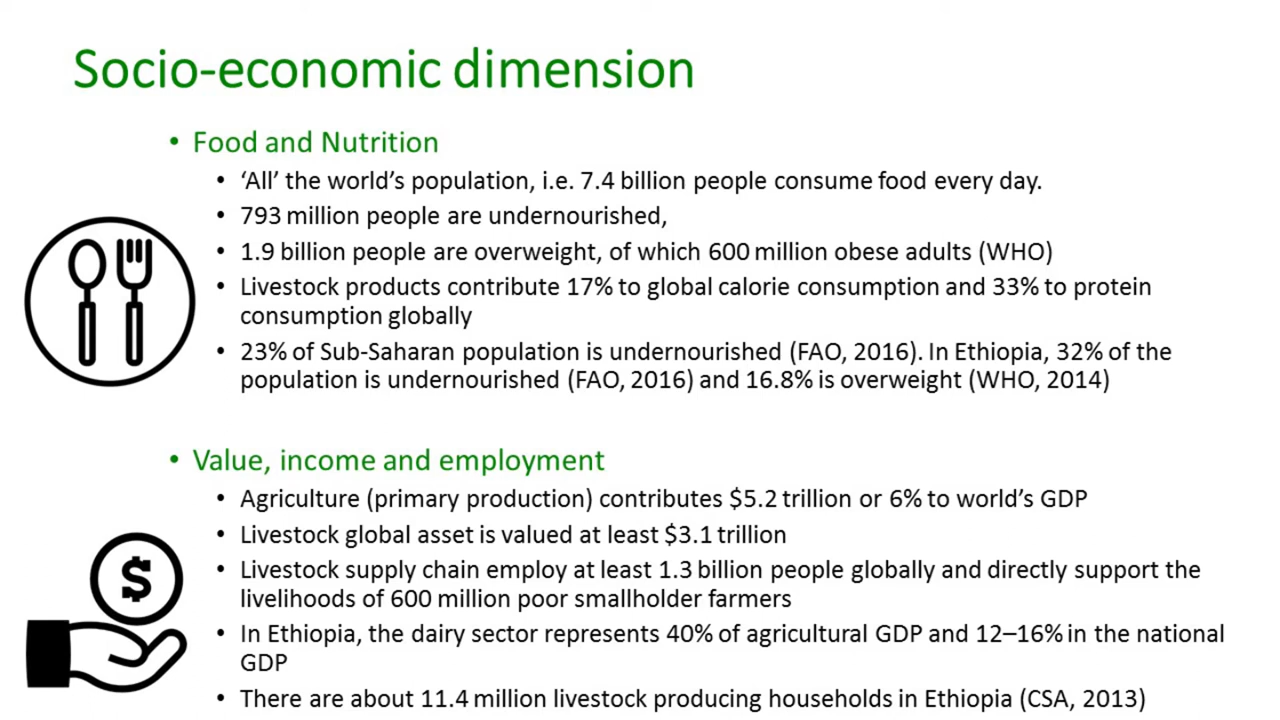 Socio-economic dimension
• Food and Nutrition
• ‘All’ the world’s population, i.e. 7.4 billion people consume food every day.
• 793 million people are undernourished,
• 1.9 billion people are overweight, of which 600 million obese adults (WHO)
• Livestock products contribute 17% to global calorie consumption and 33% to protein
consumption globally
• 23% of Sub-Saharan population is undernourished (FAO, 2016). In Ethiopia, 32% of the
population is undernourished (FAO, 2016) and 16.8% is overweight (WHO, 2014)
• Value, income and employment
• Agriculture (primary production) contributes $5.2 trillion or 6% to world’s GDP
• Livestock global asset is valued at least $3.1 trillion
• Livestock supply chain employ at least 1.3 billion people globally and directly support the
livelihoods of 600 million poor smallholder farmers
$
• In Ethiopia, the dairy sector represents 40% of agricultural GDP and 12–16% in the national
GDP
• There are about 11.4 million livestock producing households in Ethiopia (CSA, 2013)